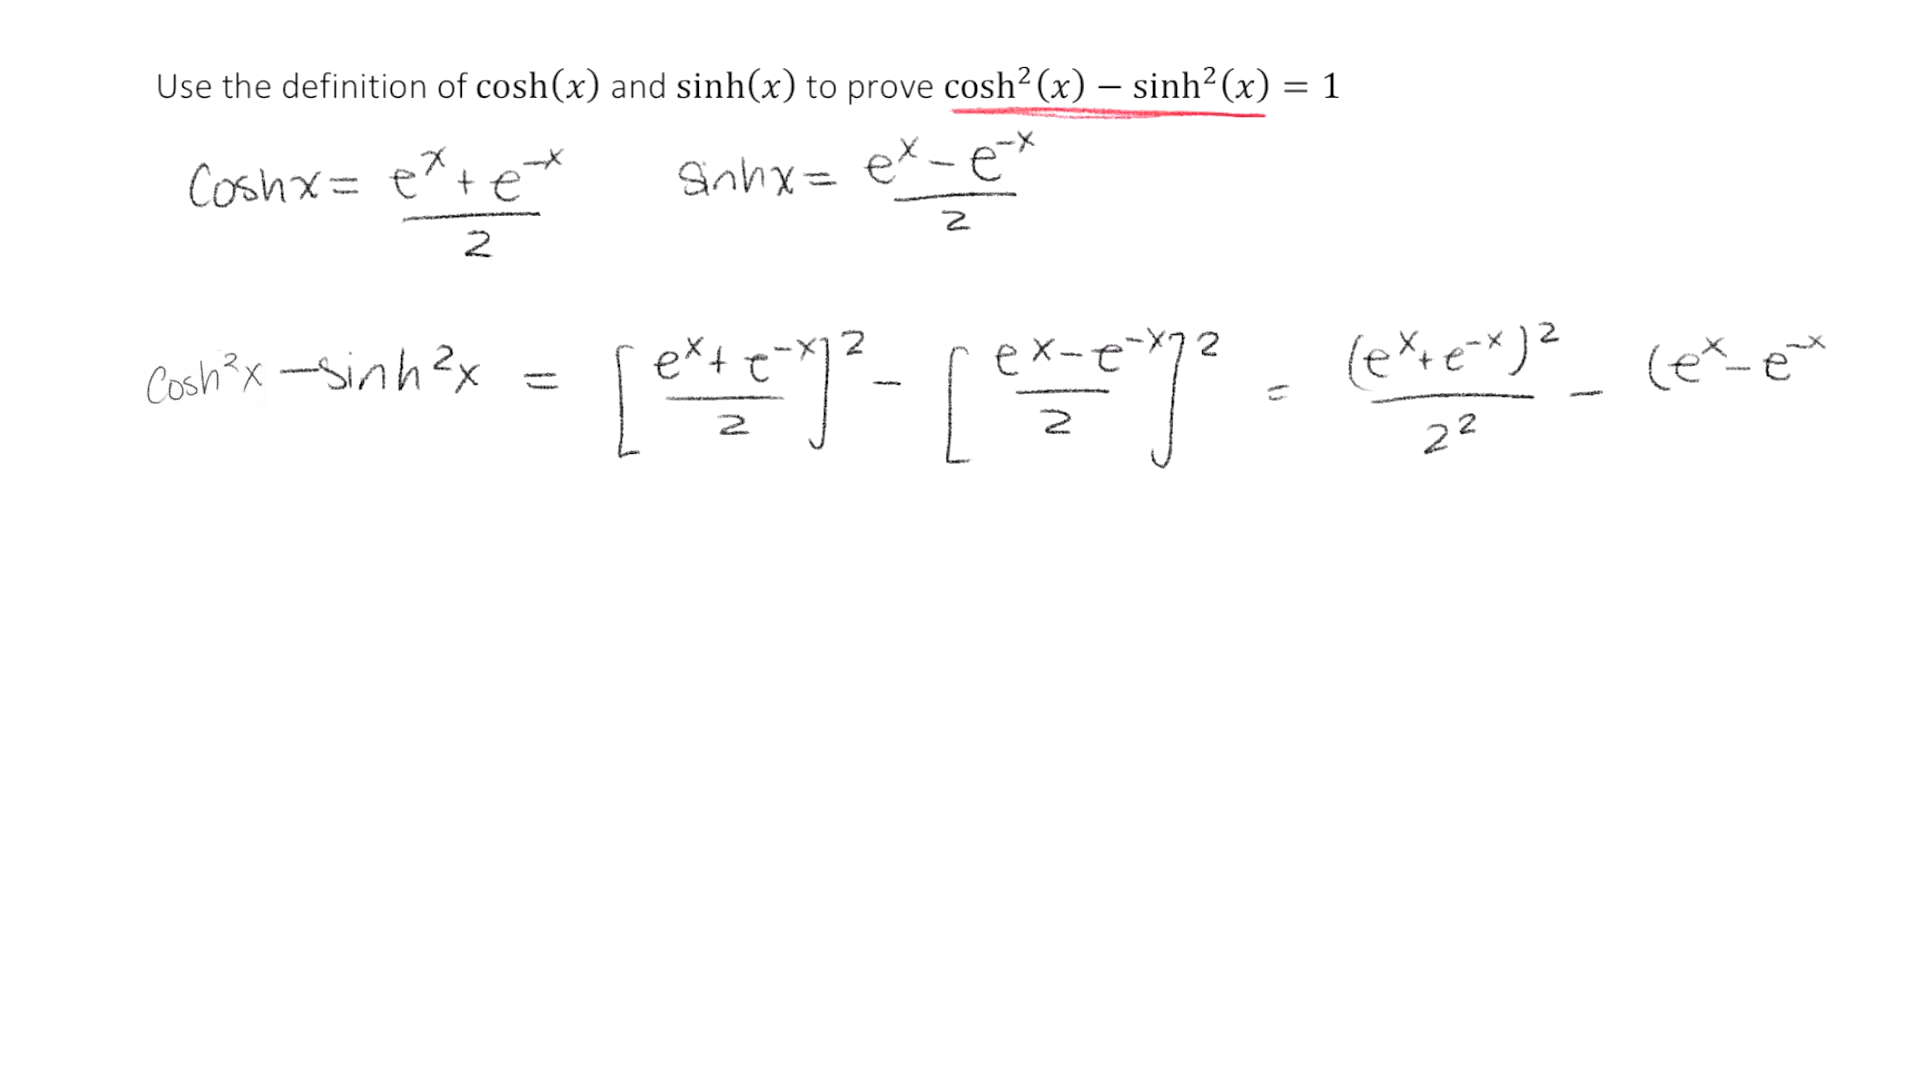 Use the definition of cosh(x) and sinh(x) to prove cosh²(x) − sinh²(x) = 1
Coshx = (e^x + e^-x)/2    Sinhx = (e^x − e^-x)/2
Cosh²x − sinh²x = [(e^x + e^-x)/2]² − [(e^x − e^-x)/2]² = (e^x + e^-x)²/2² − (e^x − e^-x